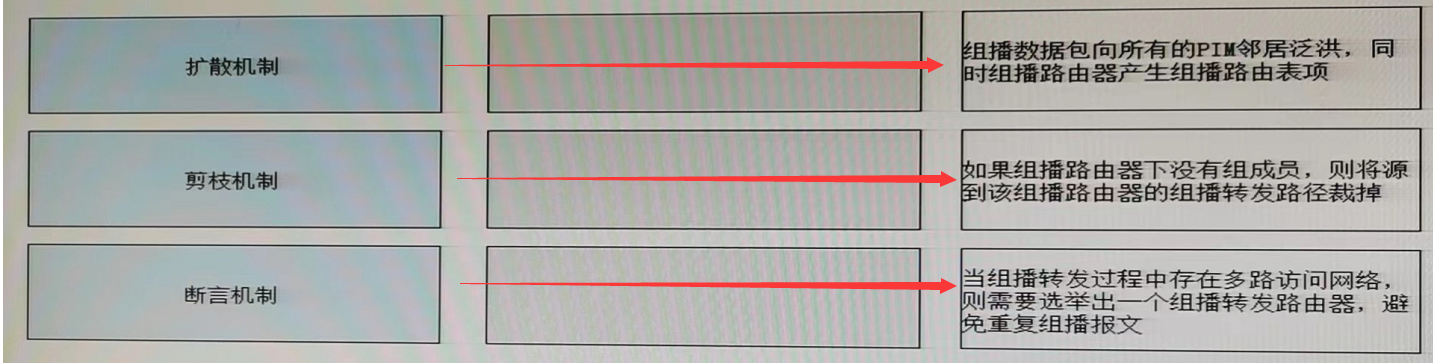 扩散机制
组播数据包向所有的PIM邻居泛洪，同
时组播路由器产生组播路由表项
剪枝机制
如果组播路由器下没有组成员，则将源
到该组播路由器的组播转发路径裁掉
断言机制
当组播转发过程中存在多路访问网络，
则需要选举出一个组播转发路由器，避
免重复组播报文